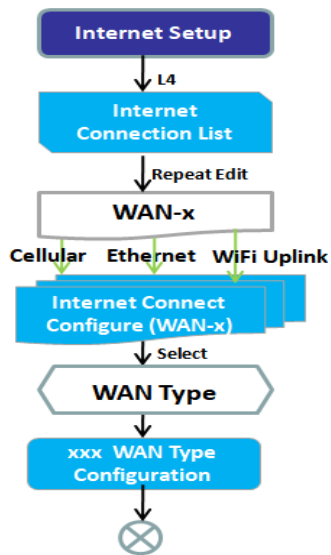 Internet Setup
L4
Internet
Connection List
Repeat Edit
WAN-x
Cellular Ethernet WiFi Uplink
Internet Connect
Configure (WAN-x)
Select
WAN Type
xxx WAN Type
Configuration